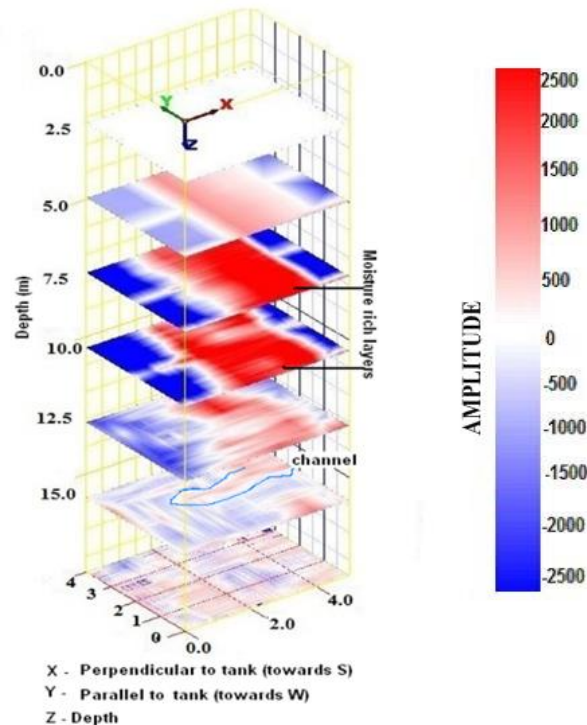 0.0
2.5
5.0
7.5
10.0
12.5
15.0
Depth (m)
Y
X
Z
Moisture rich layers
channel
4
3
2
1
0
0.0
2.0
4.0
AMPLITUDE
2500
2000
1500
1000
500
0
-500
-1000
-1500
-2000
-2500
X - Perpendicular to tank (towards S)
Y - Parallel to tank (towards W)
Z - Depth